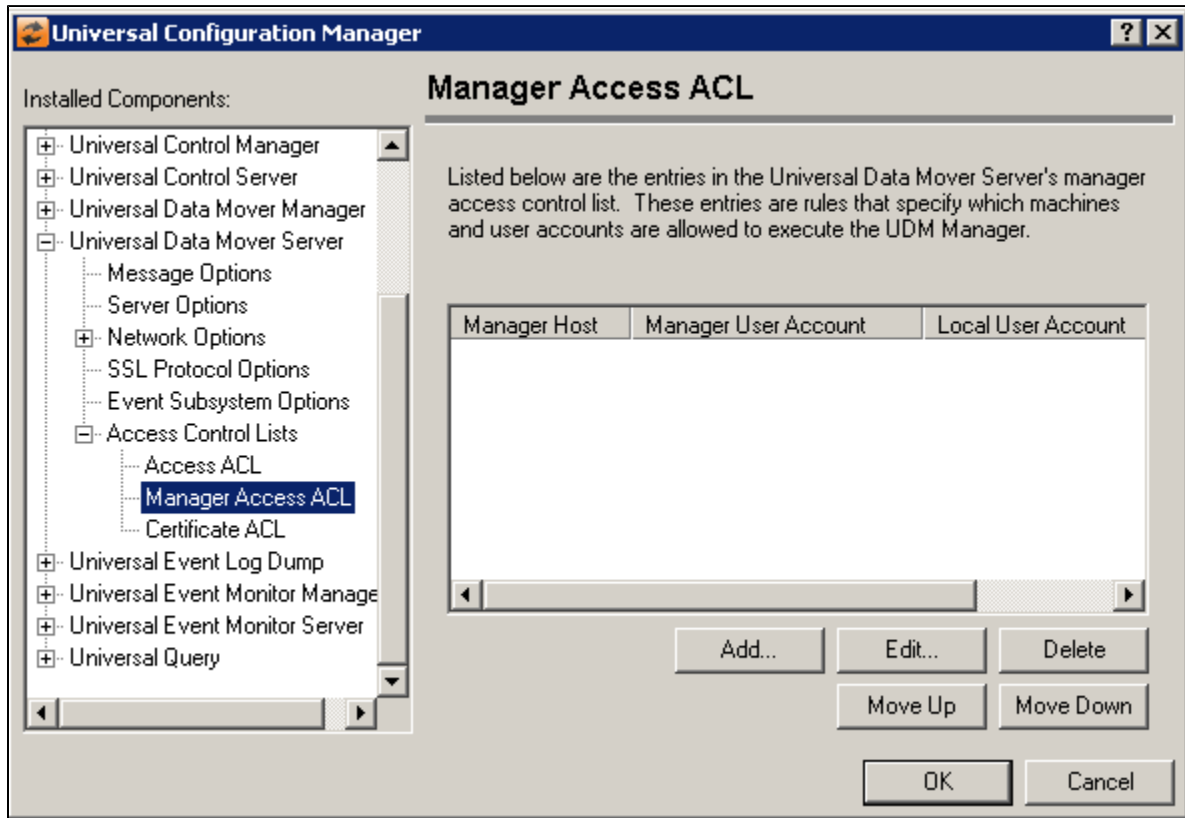 Universal Configuration Manager
Installed Components:
Universal Control Manager
Universal Control Server
Universal Data Mover Manager
Universal Data Mover Server
Message Options
Server Options
Network Options
SSL Protocol Options
Event Subsystem Options
Access Control Lists
Access ACL
Manager Access ACL
Certificate ACL
Universal Event Log Dump
Universal Event Monitor Manage
Universal Event Monitor Server
Universal Query
Manager Access ACL
Listed below are the entries in the Universal Data Mover Server's manager
access control list. These entries are rules that specify which machines
and user accounts are allowed to execute the UDM Manager.
Manager Host Manager User Account Local User Account
Add... Edit... Delete
Move Up Move Down
OK Cancel